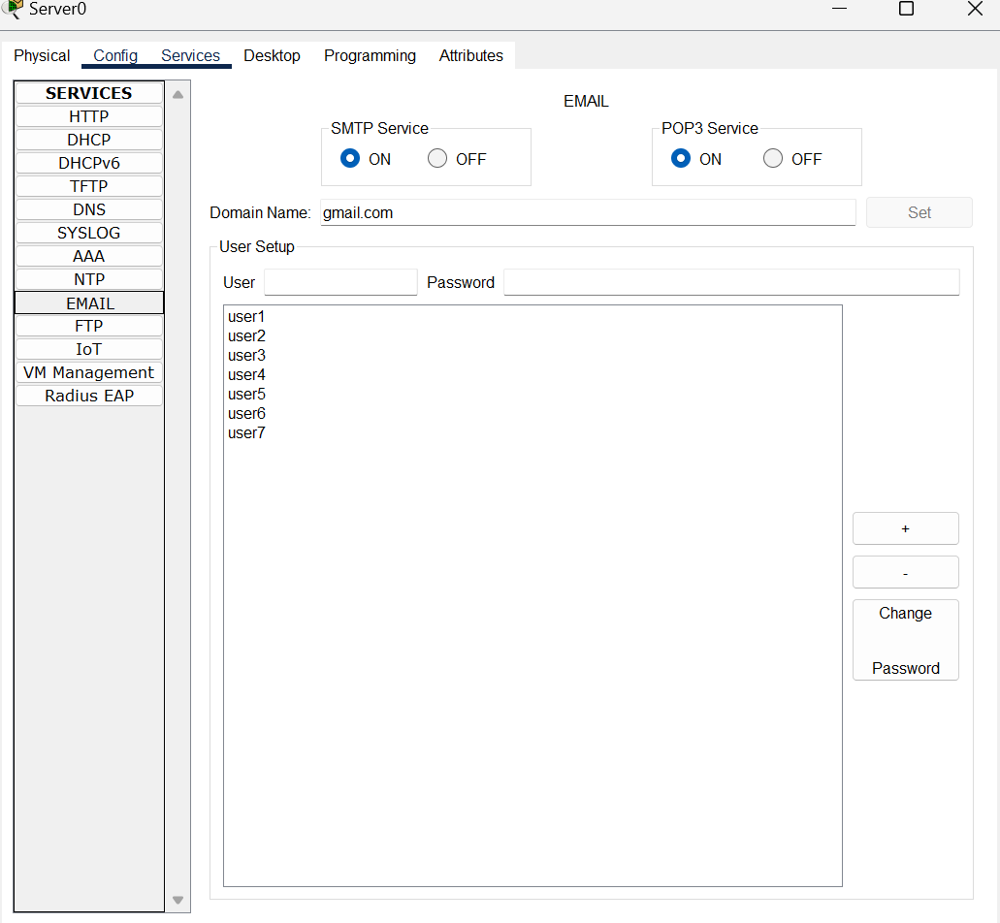 Server0
Physical Config Services Desktop Programming Attributes
SERVICES
HTTP
DHCP
DHCPv6
TFTP
DNS
SYSLOG
AAA
NTP
EMAIL
FTP
IoT
VM Management
Radius EAP
EMAIL
SMTP Service
ON OFF
POP3 Service
ON OFF
Domain Name: gmail.com Set
User Setup
User Password
user1
user2
user3
user4
user5
user6
user7
+
-
Change
Password